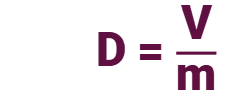 D = V/m